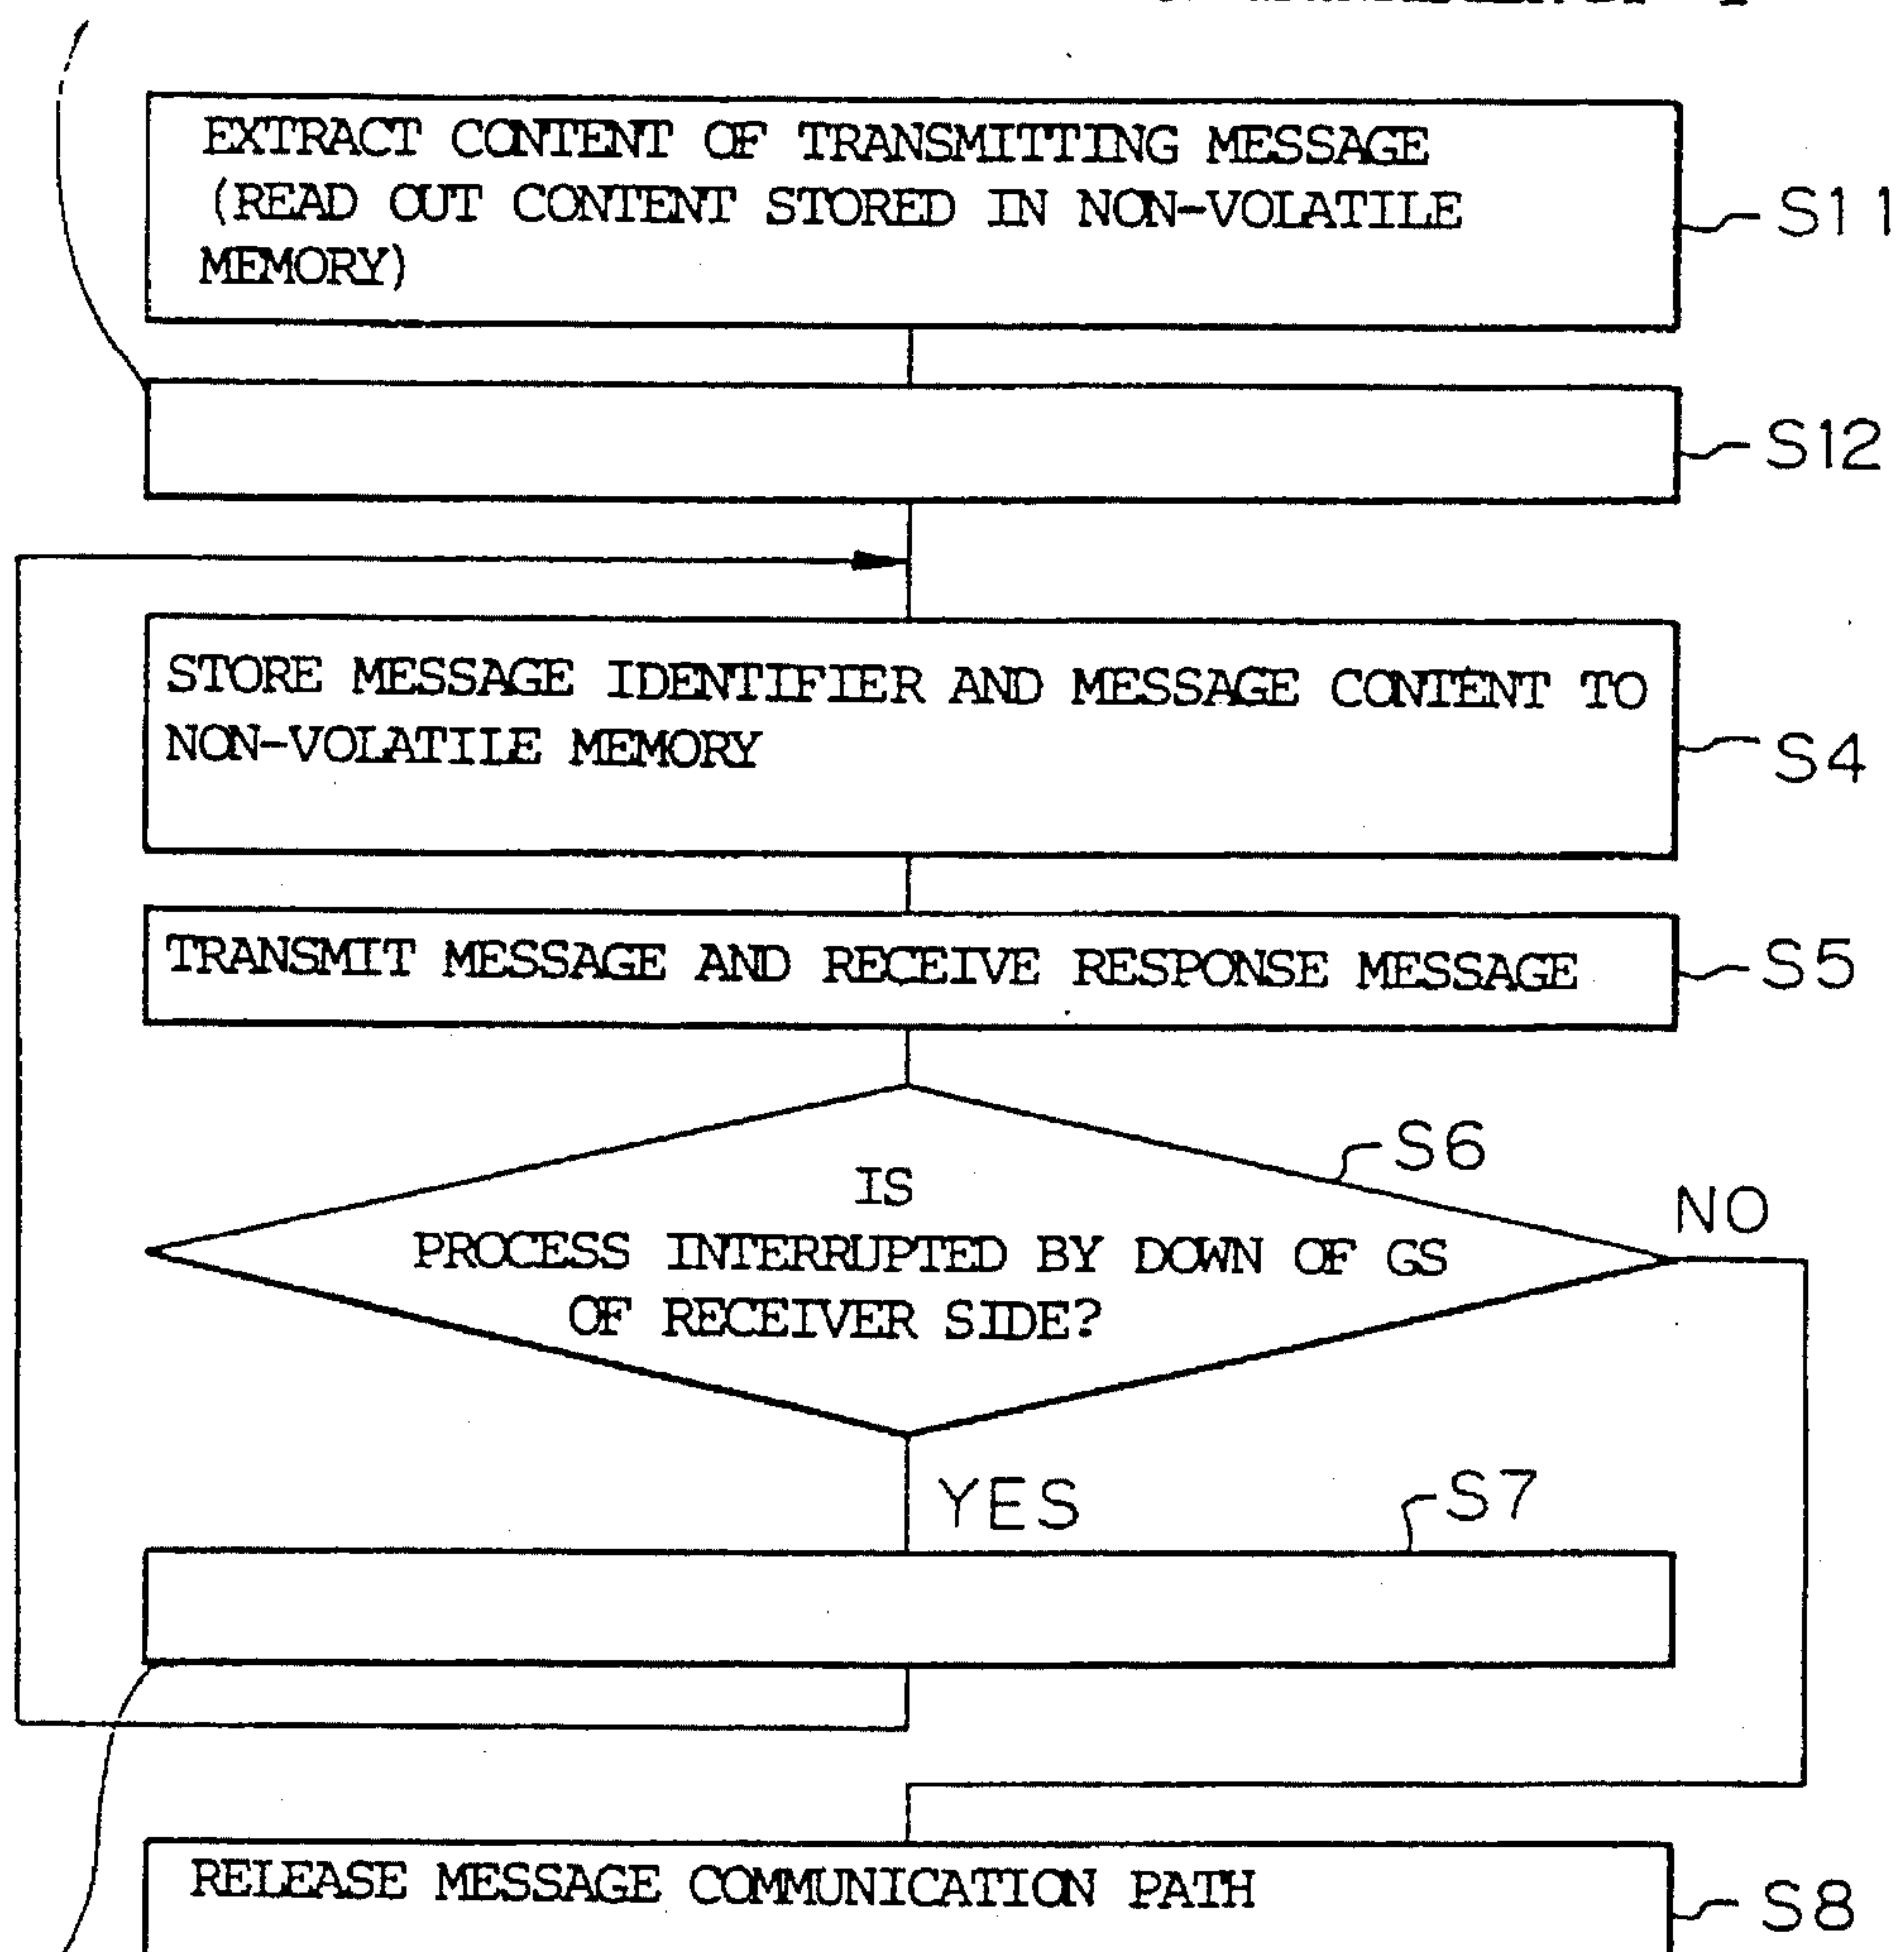 EXTRACT CONTENT OF TRANSMITTING MESSAGE
(READ OUT CONTENT STORED IN NON-VOLATILE
MEMORY)
S11
S12
STORE MESSAGE IDENTIFIER AND MESSAGE CONTENT TO
NON-VOLATILE MEMORY
S4
TRANSMIT MESSAGE AND RECEIVE RESPONSE MESSAGE
S5
S6
IS
PROCESS INTERRUPTED BY DOWN OF GS
OF RECEIVER SIDE?
NO
YES
S7
RELEASE MESSAGE COMMUNICATION PATH
S8